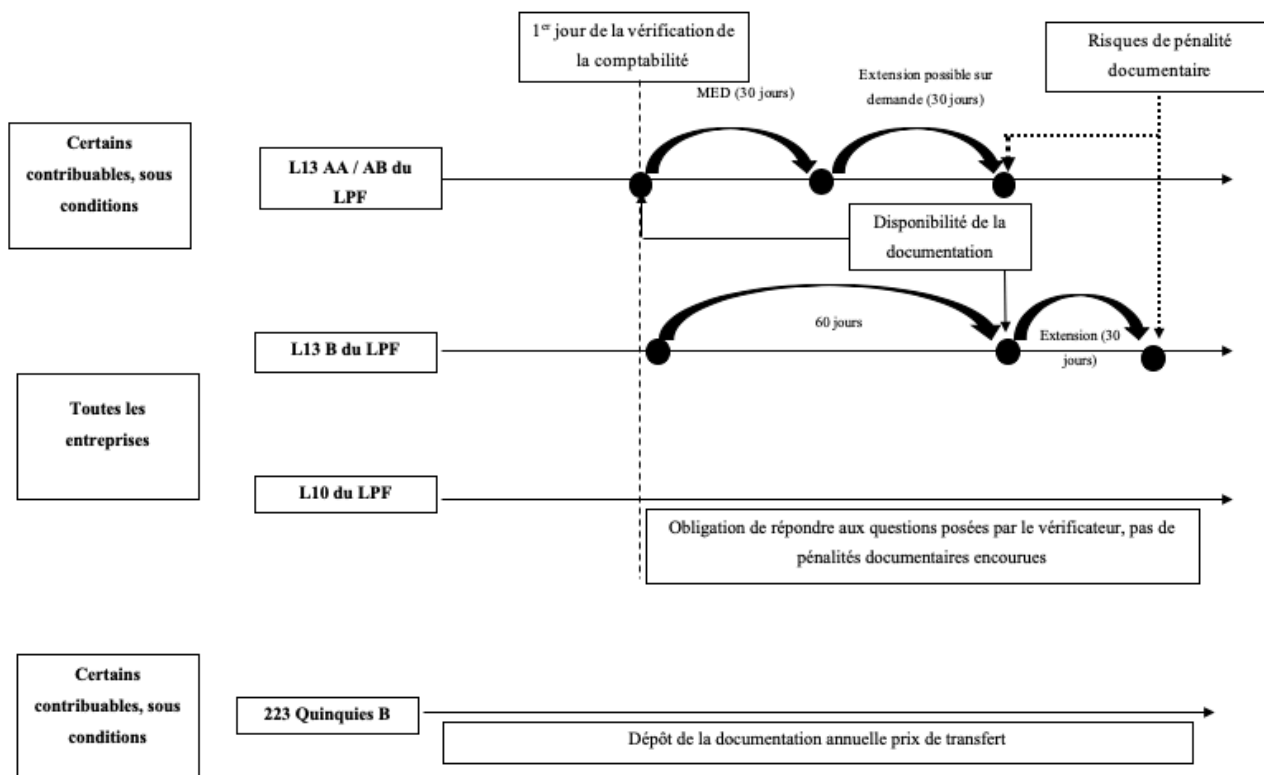 1er jour de la vérification de
la comptabilité
Risques de pénalité
documentaire
MED (30 jours)
Extension possible sur
demande (30 jours)
Certains
contribuables, sous
conditions
L13 AA / AB du
LPF
Disponibilité de la
documentation
60 jours
Extension (30
jours)
L13 B du LPF
Toutes les
entreprises
L10 du LPF
Obligation de répondre aux questions posées par le vérificateur, pas de
pénalités documentaires encourues
Certains
contribuables, sous
conditions
223 Quinquies B
Dépôt de la documentation annuelle prix de transfert